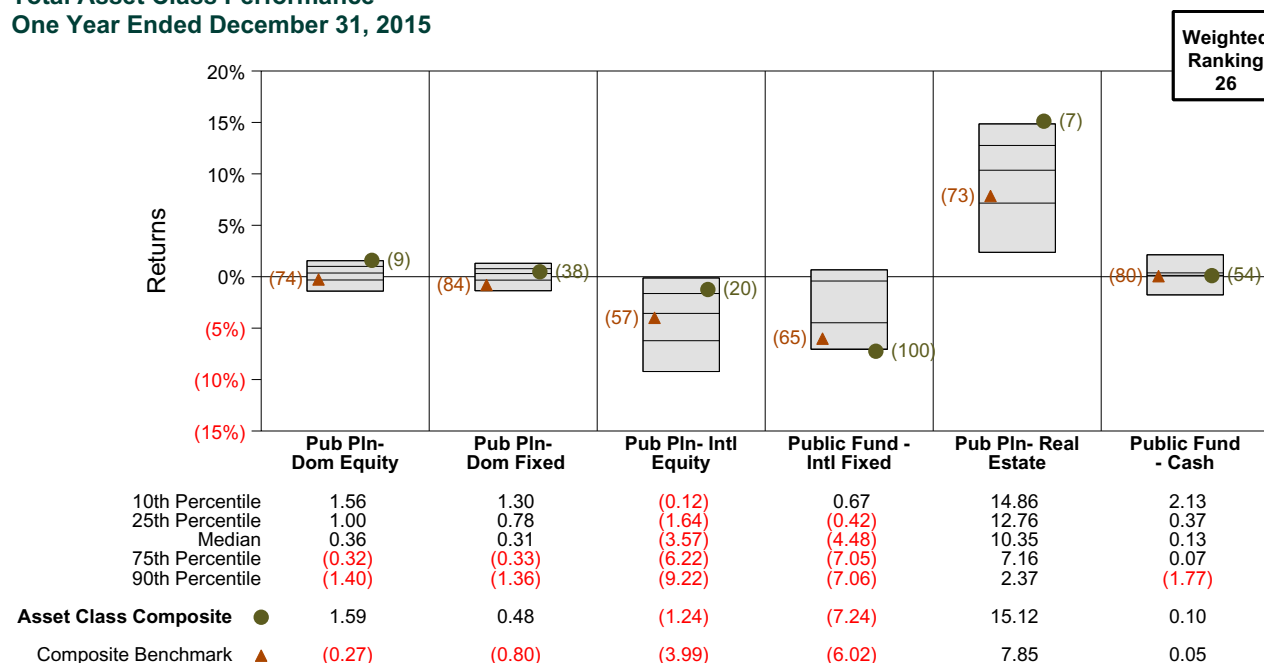 One Year Ended December 31, 2015
Weighted
Ranking
26
20%
15%
10%
5%
0%
(5%)
(10%)
(15%)
Returns
(74) (9)
(84) (38)
(57) (20)
(65) (100)
(73) (7)
(80) (54)
Pub Pln- Dom Equity
Pub Pln- Dom Fixed
Pub Pln- Intl Equity
Public Fund - Intl Fixed
Pub Pln- Real Estate
Public Fund - Cash
10th Percentile 1.56 1.30 (0.12) 0.67 14.86 2.13
25th Percentile 1.00 0.78 (1.64) (0.42) 12.76 0.37
Median 0.36 0.31 (3.57) (4.48) 10.35 0.13
75th Percentile (0.32) (0.33) (6.22) (7.05) 7.16 0.07
90th Percentile (1.40) (1.36) (9.22) (7.06) 2.37 (1.77)
Asset Class Composite 1.59 0.48 (1.24) (7.24) 15.12 0.10
Composite Benchmark (0.27) (0.80) (3.99) (6.02) 7.85 0.05